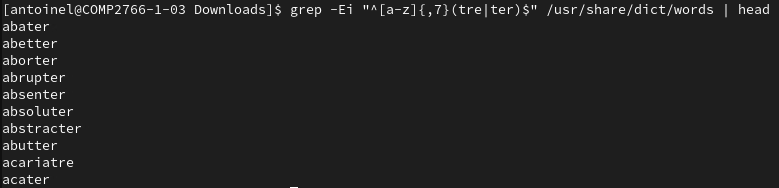 [antoinel@COMP2766-1-03 Downloads]$ grep -Ei "^[a-z]{,7}(tre|ter)$" /usr/share/dict/words | head
abater
abetter
aborter
abrupter
absenter
absoluter
abstracter
abutter
acariatre
acater